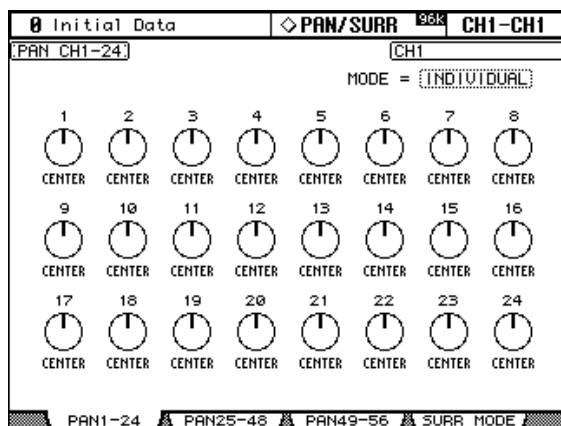 0 Initial Data ◇PAN/SURR 96k CH1-CH1
PAN CH1-24 CH1
MODE = INDIVIDUAL
1 2 3 4 5 6 7 8
CENTER CENTER CENTER CENTER CENTER CENTER CENTER CENTER
9 10 11 12 13 14 15 16
CENTER CENTER CENTER CENTER CENTER CENTER CENTER CENTER
17 18 19 20 21 22 23 24
CENTER CENTER CENTER CENTER CENTER CENTER CENTER CENTER
PAN1-24 PAN25-48 PAN49-56 SURR MODE